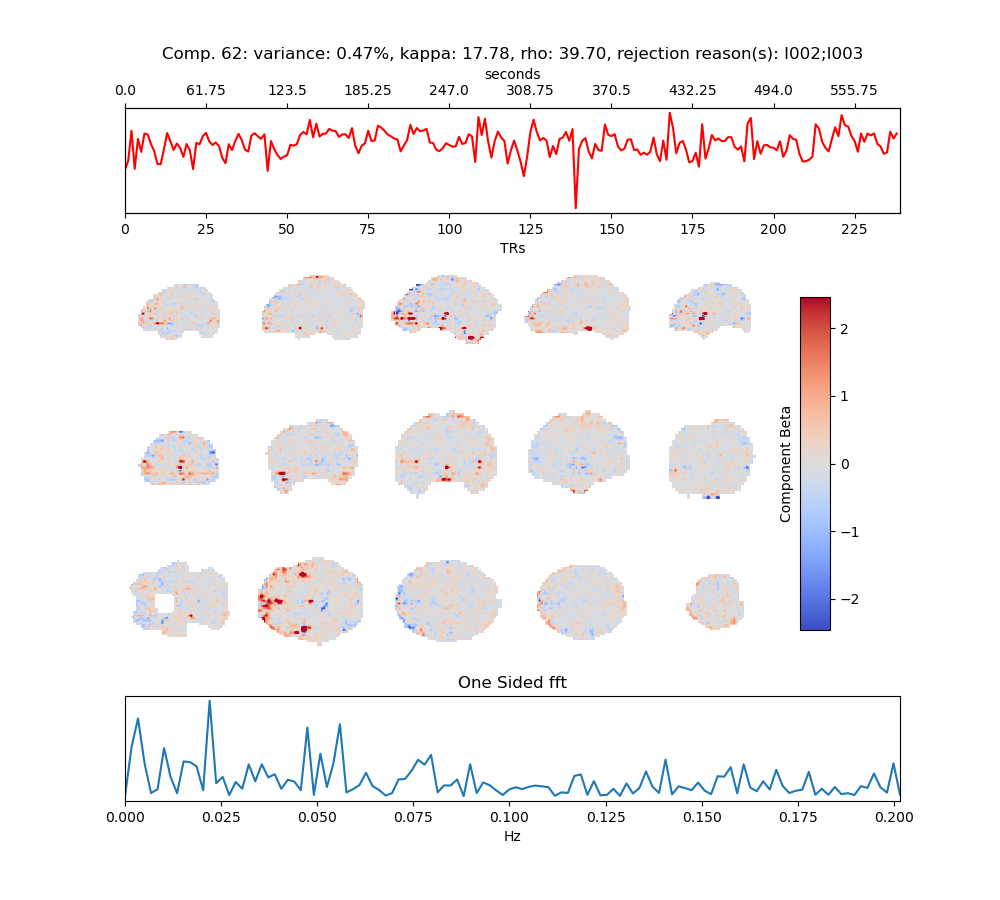 Comp. 62: variance: 0.47%, kappa: 17.78, rho: 39.70, rejection reason(s): I002;I003
seconds
0.0 61.75 123.5 185.25 247.0 308.75 370.5 432.25 494.0 555.75
0 25 50 75 100 125 150 175 200 225
TRs
2
1
0
−1
−2
Component Beta
One Sided fft
0.000 0.025 0.050 0.075 0.100 0.125 0.150 0.175 0.200
Hz